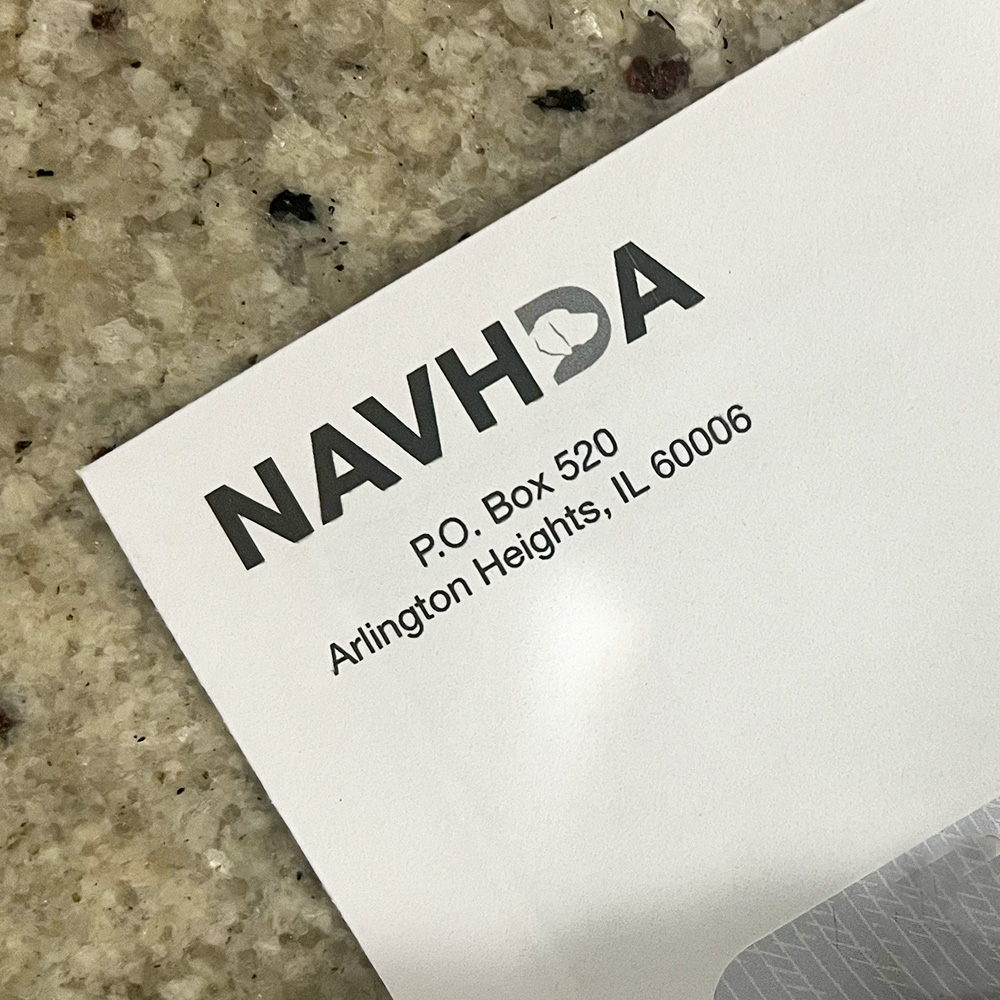 NAVHDA
P.O. Box 520
Arlington Heights, IL 60006